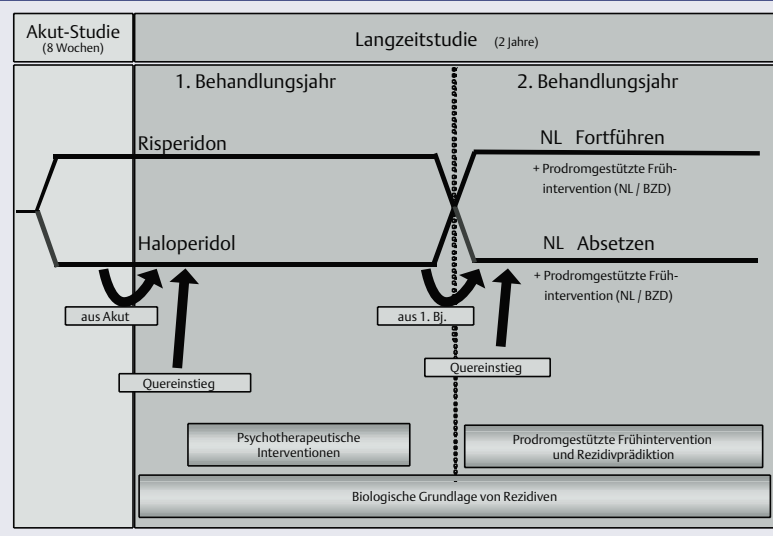 Akut-Studie
(8 Wochen)
Langzeitstudie (2 Jahre)
1. Behandlungsjahr
2. Behandlungsjahr
Risperidon
NL Fortführen
+ Prodromgestützte Früh-
intervention (NL / BZD)
Haloperidol
NL Absetzen
+ Prodromgestützte Früh-
intervention (NL / BZD)
aus Akut
aus 1. Bj.
Quereinstieg
Quereinstieg
Psychotherapeutische
Interventionen
Prodromgestützte Frühintervention
und Rezidivprädiktion
Biologische Grundlage von Rezidiven